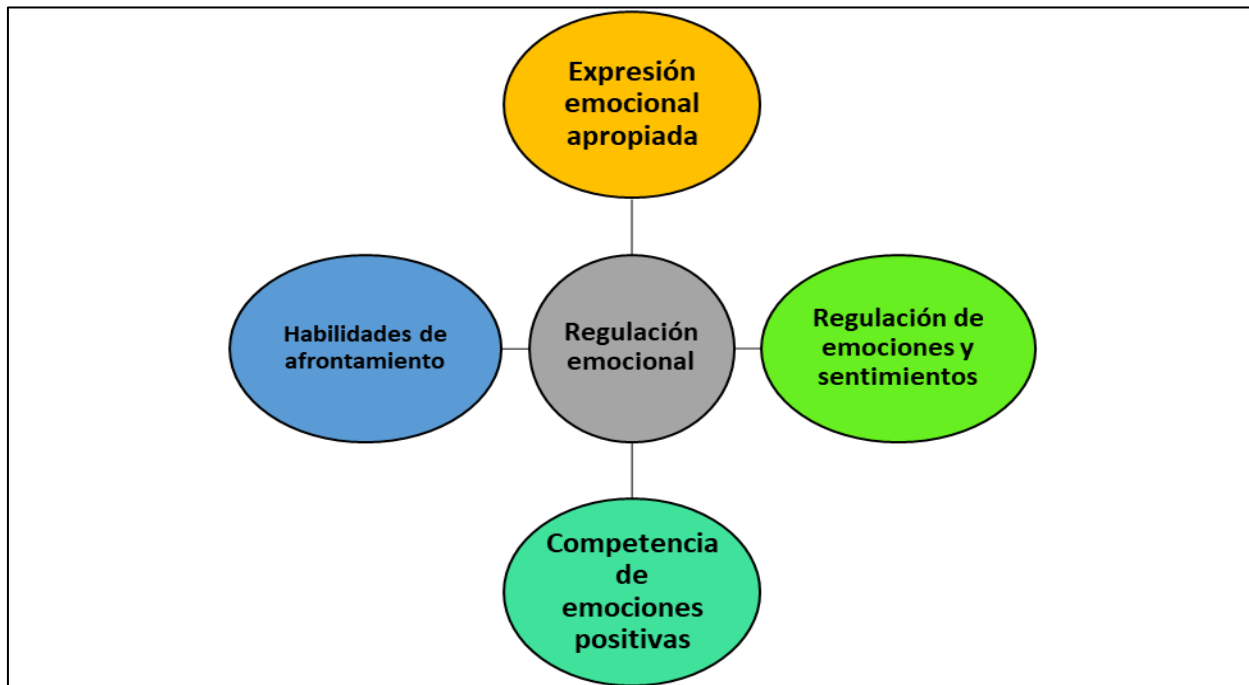 Expresión
emocional
apropiada
Habilidades de
afrontamiento
Regulación
emocional
Regulación de
emociones y
sentimientos
Competencia
de
emociones
positivas